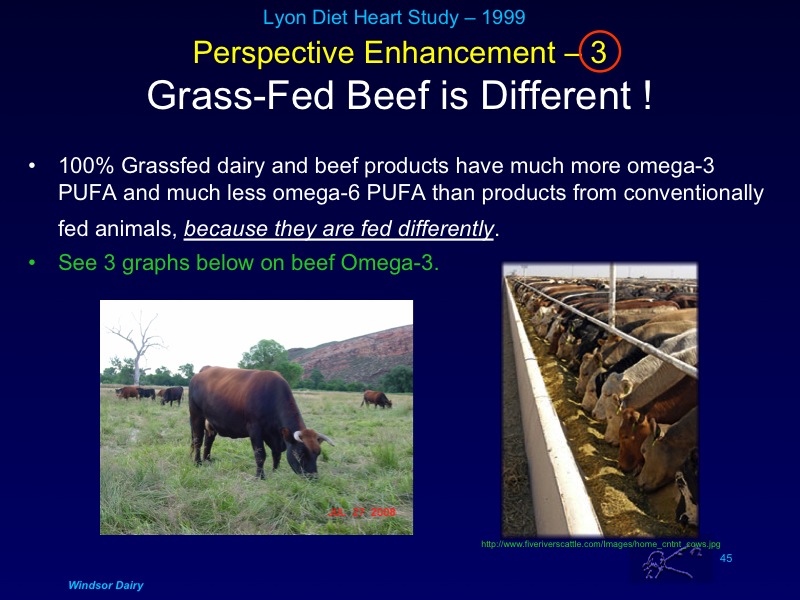 Lyon Diet Heart Study – 1999
Perspective Enhancement – 3
Grass-Fed Beef is Different !
• 100% Grassfed dairy and beef products have much more omega-3
PUFA and much less omega-6 PUFA than products from conventionally
fed animals, because they are fed differently.
• See 3 graphs below on beef Omega-3.
JUL 27 2008
http://www.fiveriverscattle.com/Images/home_cntnt_cows.jpg
45
Windsor Dairy